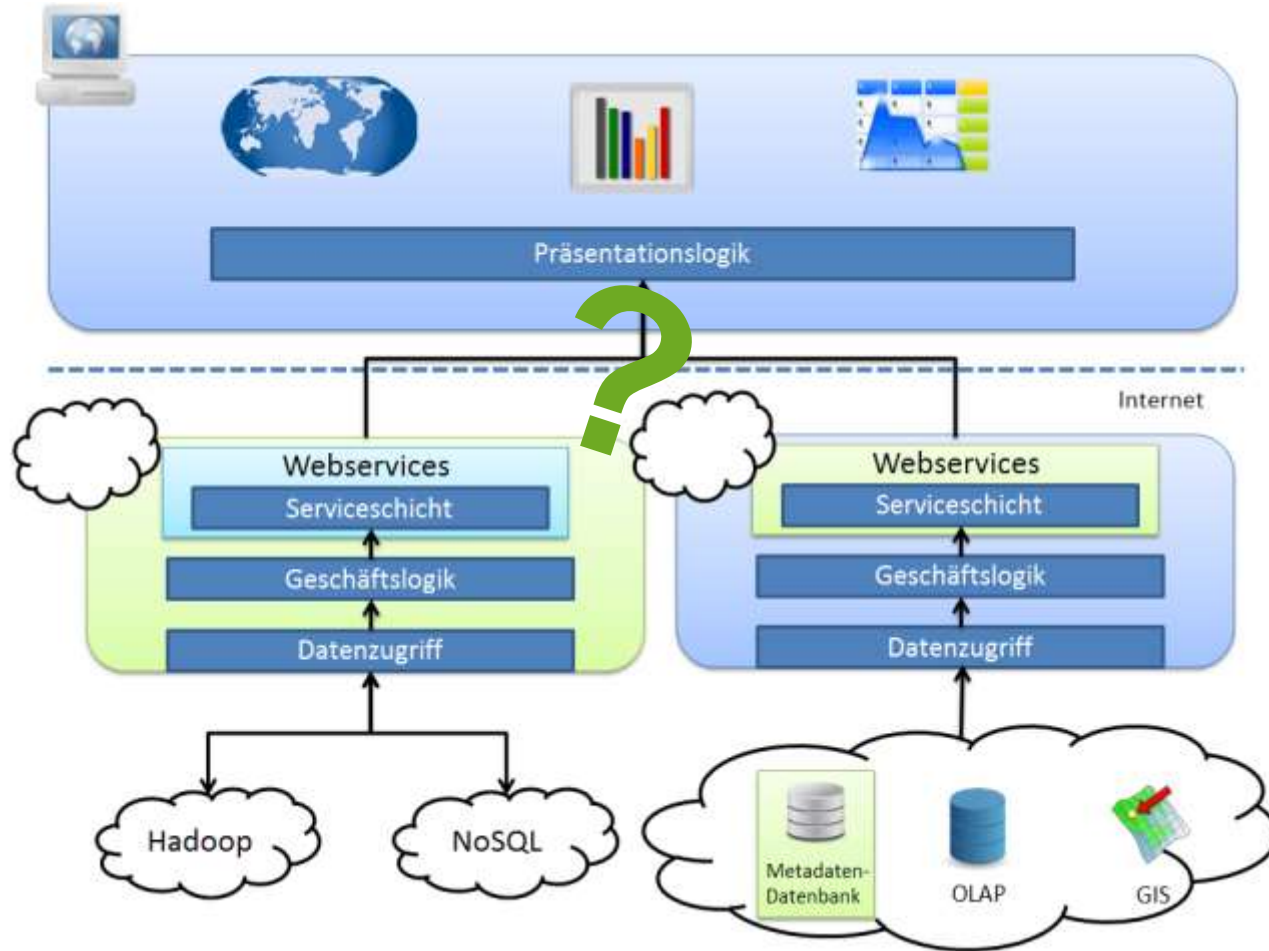 Präsentationslogik
?
Internet
Webservices
Serviceschicht
Geschäftslogik
Datenzugriff
Webservices
Serviceschicht
Geschäftslogik
Datenzugriff
Hadoop
NoSQL
Metadaten-
Datenbank
OLAP
GIS